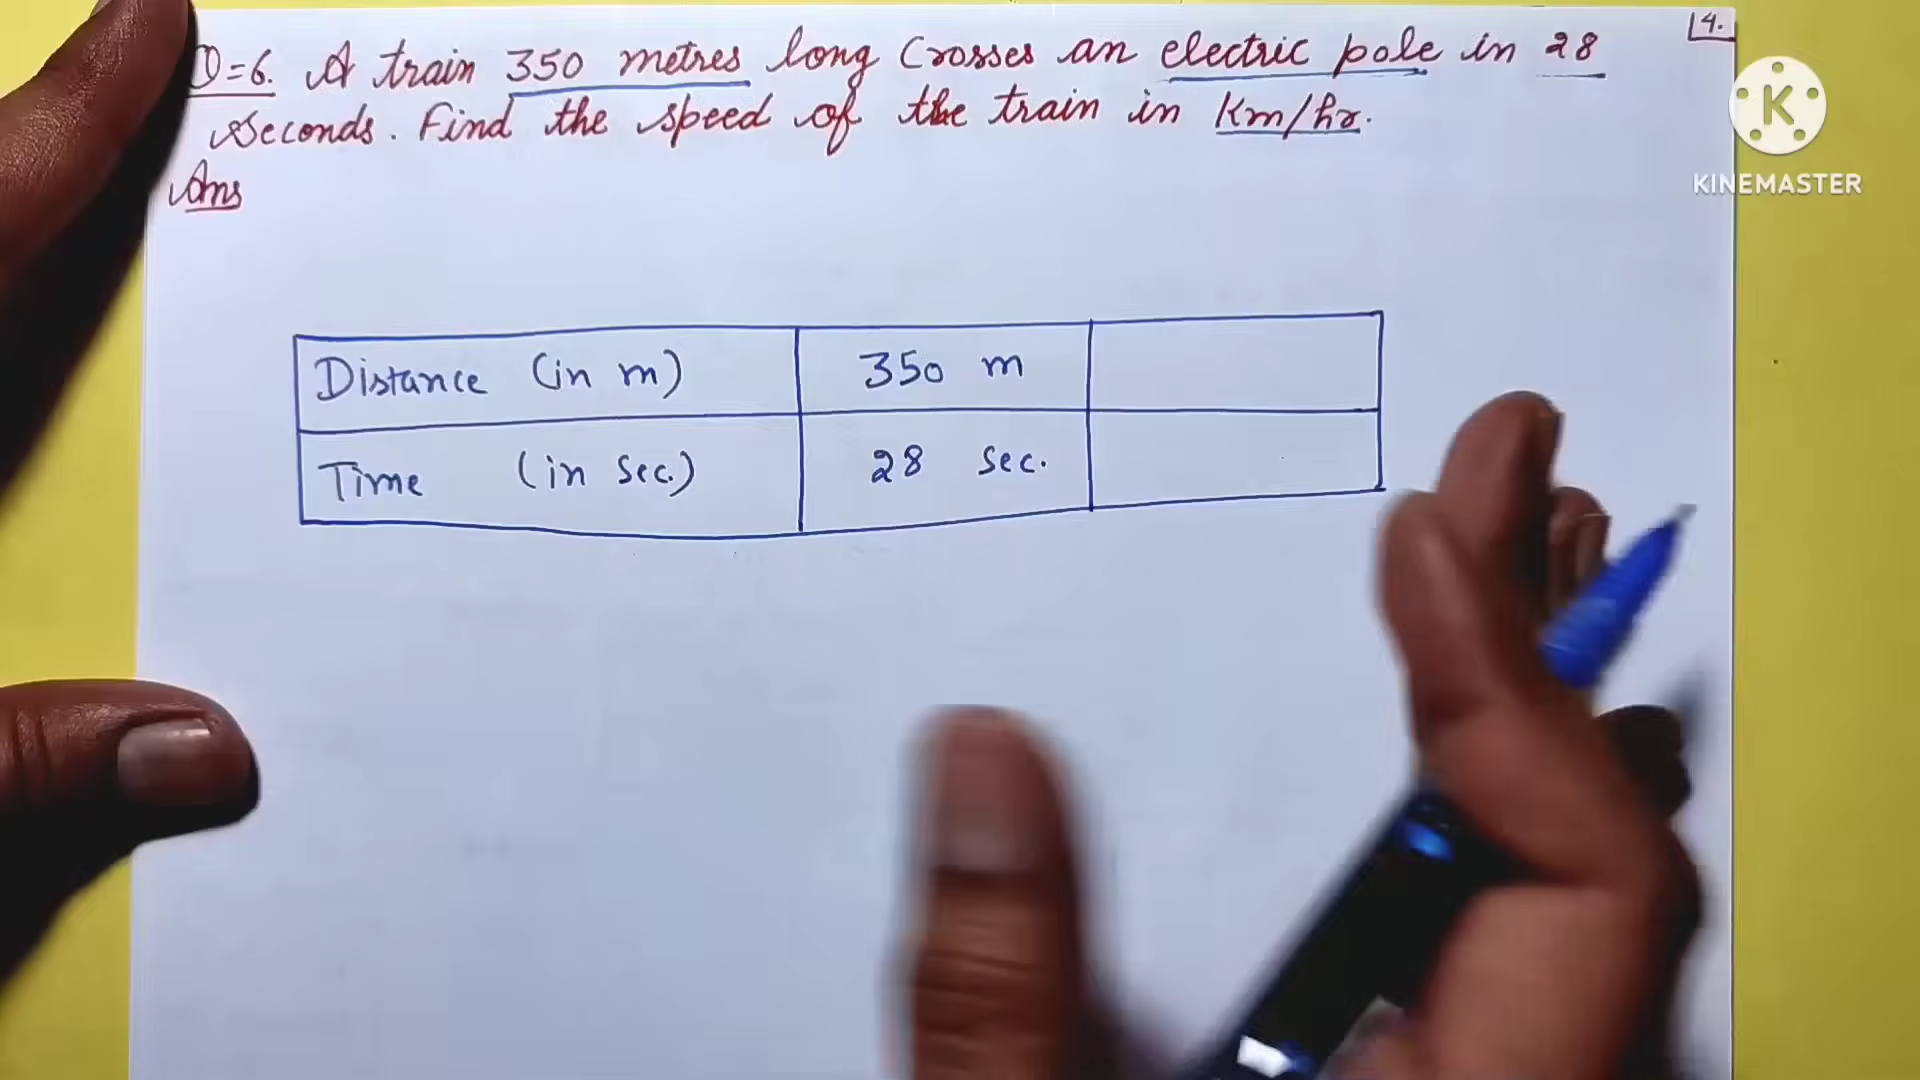 Q=6. A train 350 metres long crosses an electric pole in 28
seconds. Find the speed of the train in Km/hr.
Ans
Distance (in m) 350 m
Time (in sec.) 28 sec.
14.
K
KINEMASTER